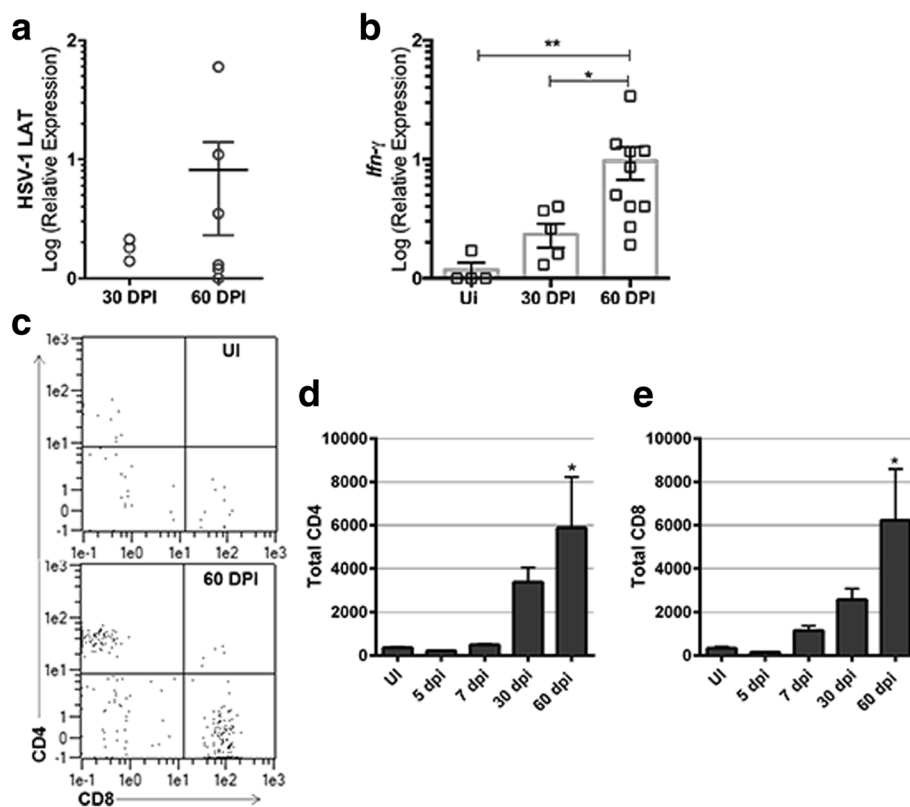 a
HSV-1 LAT
Log (Relative Expression)
2
1
0
30 DPI 60 DPI
b
Ifn-γ
Log (Relative Expression)
2
1
0
**
*
Ui 30 DPI 60 DPI
c
UI
1e3
1e2
1e1
1
0
-1
1e-1 1e0 1e1 1e2 1e3
60 DPI
1e3
1e2
1e1
1
0
-1
1e-1 1e0 1e1 1e2 1e3
CD4
CD8
d
Total CD4
10000
8000
6000
4000
2000
0
*
UI 5 dpi 7 dpi 30 dpi 60 dpi
e
Total CD8
10000
8000
6000
4000
2000
0
*
UI 5 dpi 7 dpi 30 dpi 60 dpi